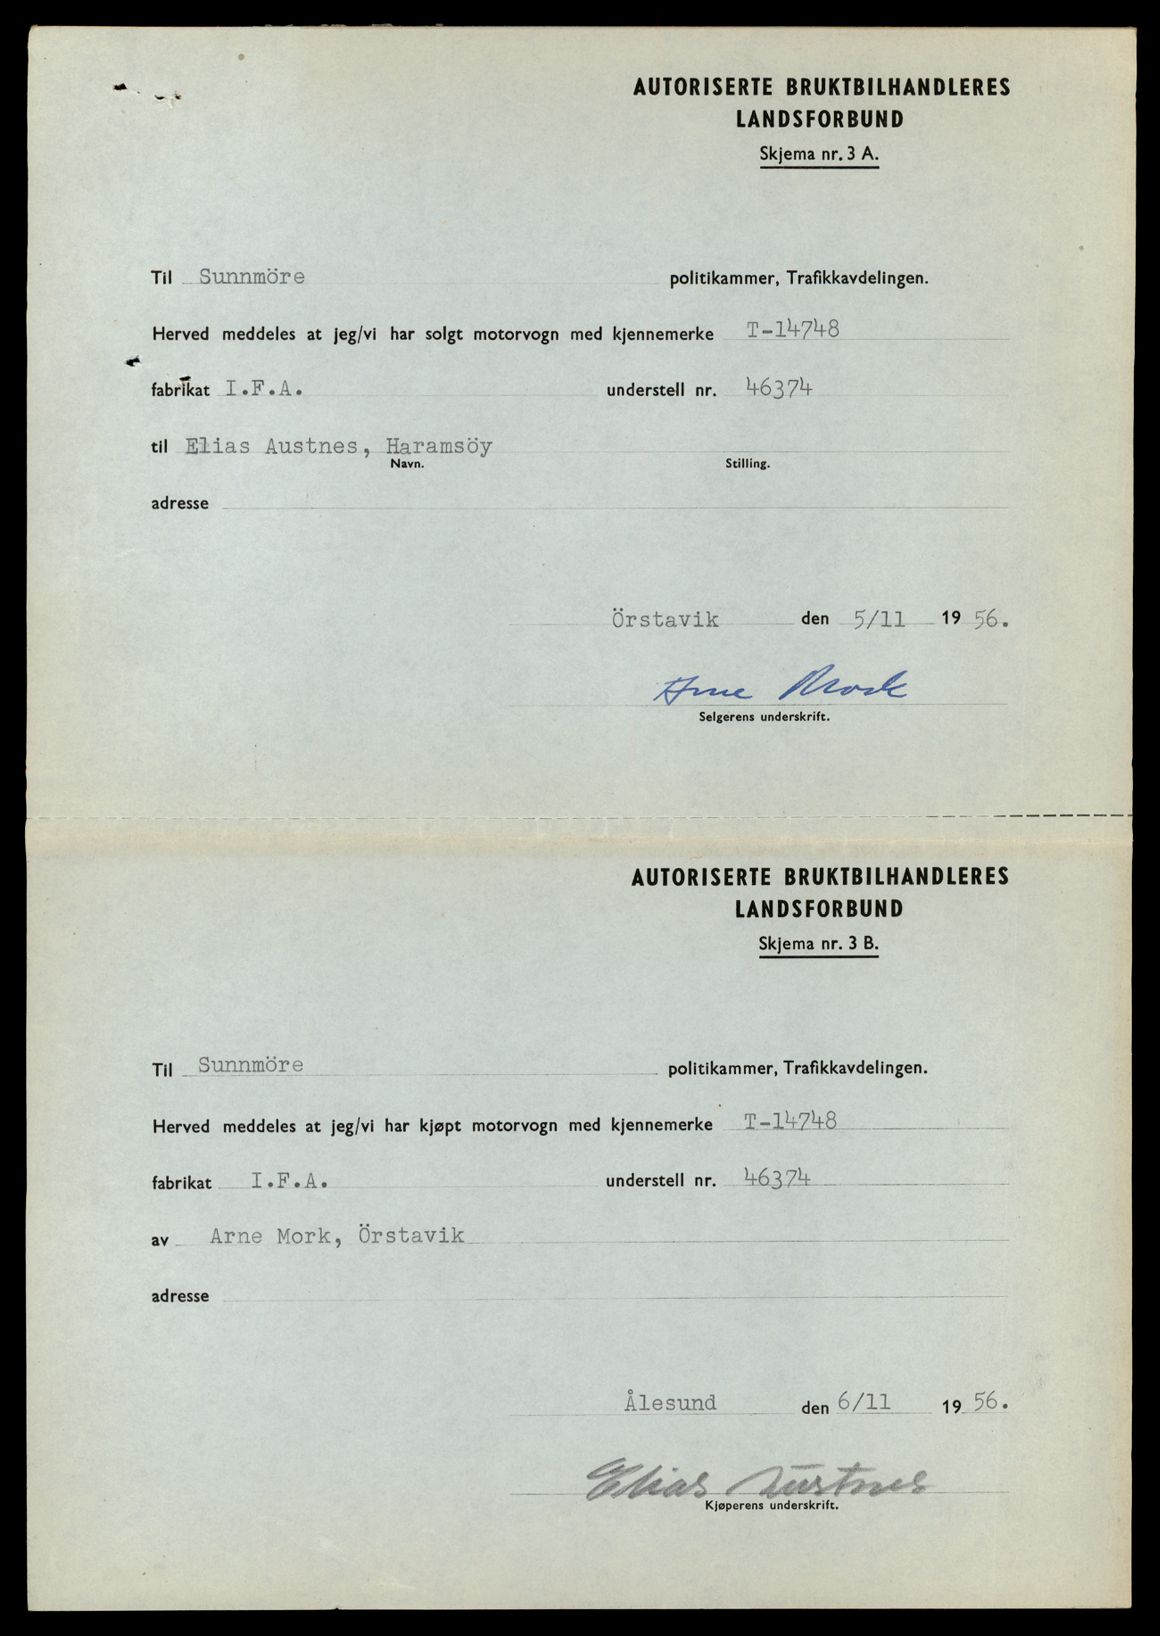 AUTORISERTE BRUKTBILHANDLERES
LANDSFORBUND
Skjema nr. 3 A.
Til Sunnmöre politikammer, Trafikkavdelingen.
Herved meddeles at jeg/vi har solgt motorvogn med kjennemerke T-14748
fabrikat I.F.A. understell nr. 46374
til Elias Austnes, Haramsöy
Navn. Stilling.
adresse
Örstavik den 5/11 1956.
Arne Mork
Selgerens underskrift.
AUTORISERTE BRUKTBILHANDLERES
LANDSFORBUND
Skjema nr. 3 B.
Til Sunnmöre politikammer, Trafikkavdelingen.
Herved meddeles at jeg/vi har kjøpt motorvogn med kjennemerke T-14748
fabrikat I.F.A. understell nr. 46374
av Arne Mork, Örstavik
adresse
Ålesund den 6/11 1956.
Elias Austnes
Kjøperens underskrift.